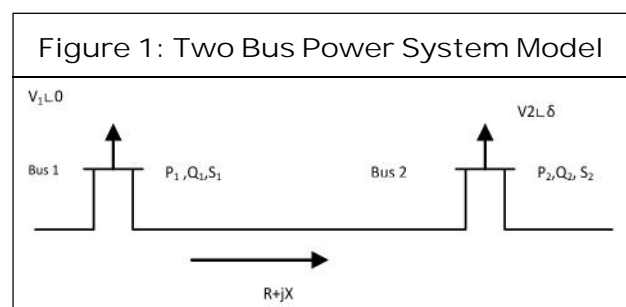 Figure 1: Two Bus Power System Model
V₁∟0
V2∟δ
Bus 1
P₁ ,Q₁,S₁
Bus 2
P₂,Q₂, S₂
R+jX